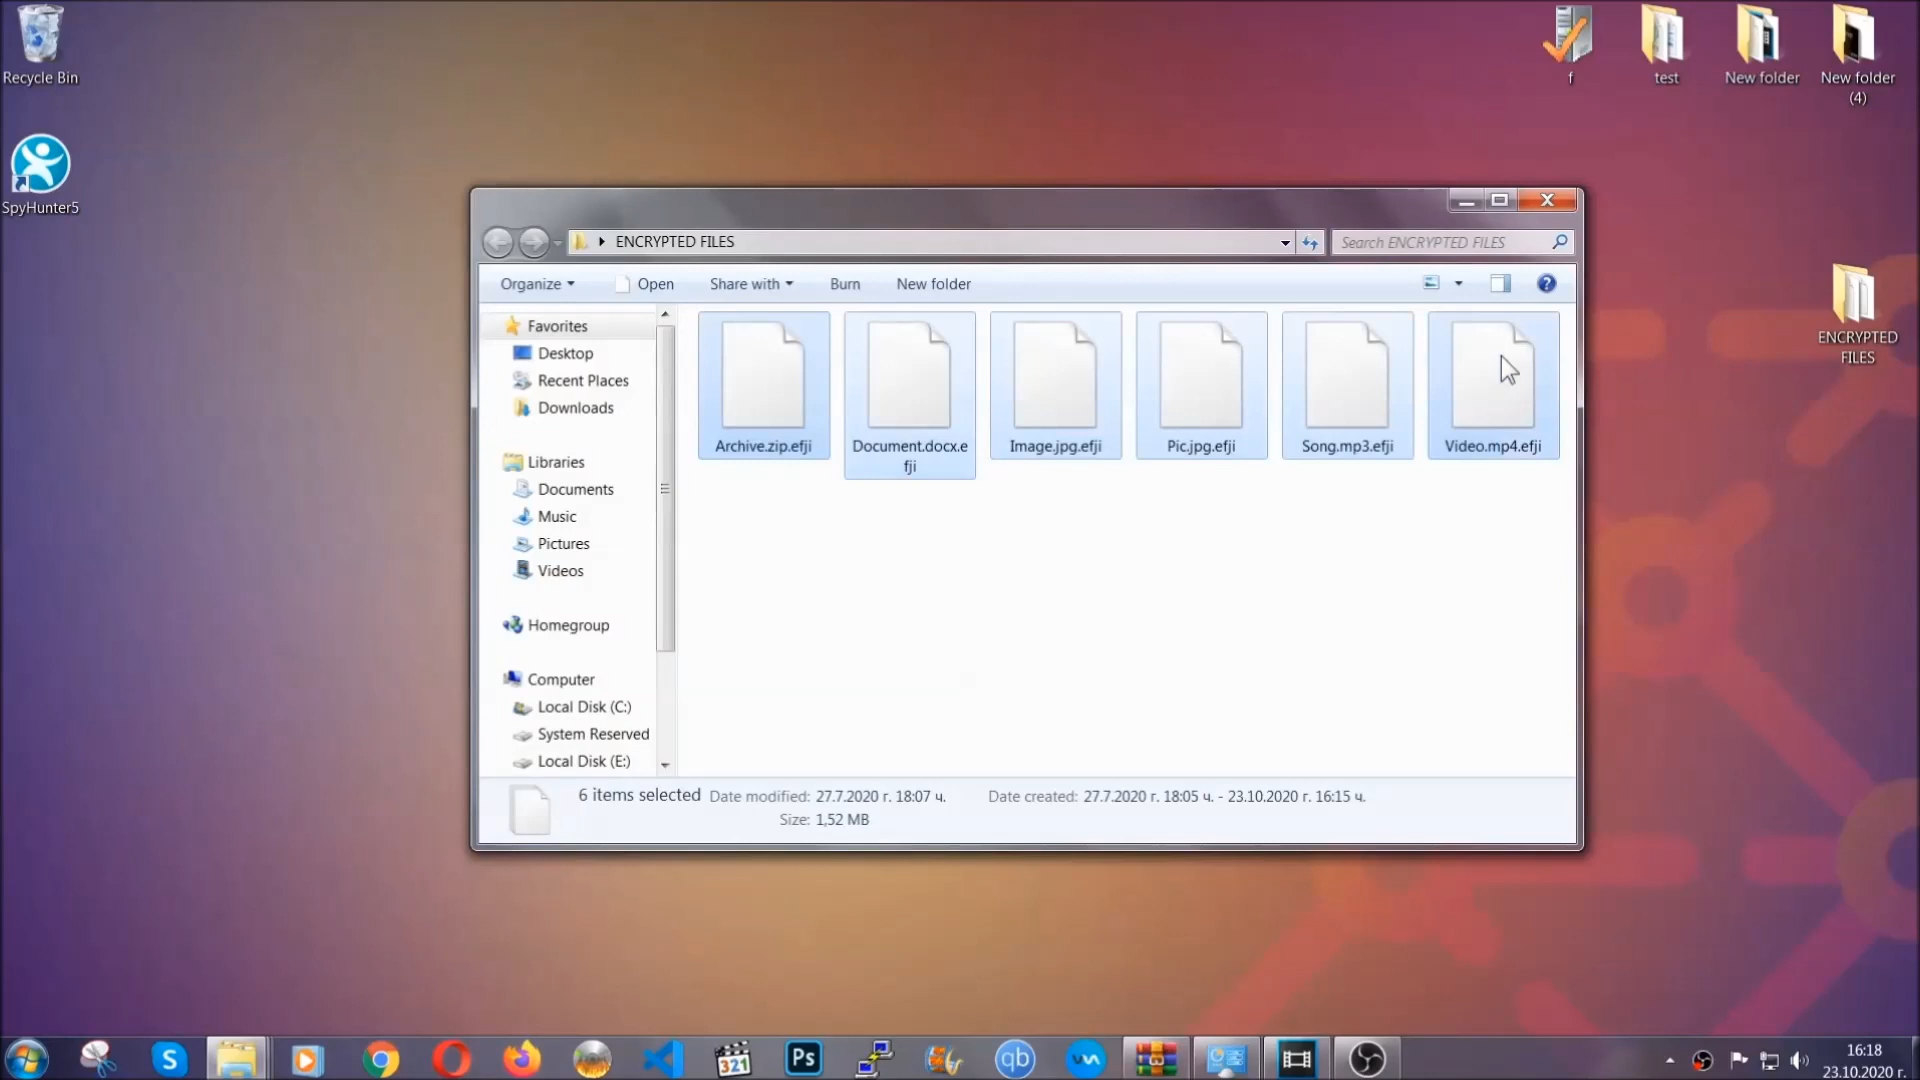 Recycle Bin
SpyHunter5
f
test
New folder
New folder
(4)
ENCRYPTED
FILES
ENCRYPTED FILES
Search ENCRYPTED FILES
Organize
Open
Share with
Burn
New folder
Favorites
Desktop
Recent Places
Downloads
Libraries
Documents
Music
Pictures
Videos
Homegroup
Computer
Local Disk (C:)
System Reserved
Local Disk (E:)
Archive.zip.efji
Document.docx.e
fji
Image.jpg.efji
Pic.jpg.efji
Song.mp3.efji
Video.mp4.efji
6 items selected Date modified: 27.7.2020 г. 18:07 ч. Date created: 27.7.2020 г. 18:05 ч. - 23.10.2020 г. 16:15 ч.
Size: 1,52 MB
S
321
Ps
qb
16:18
23.10.2020 г.